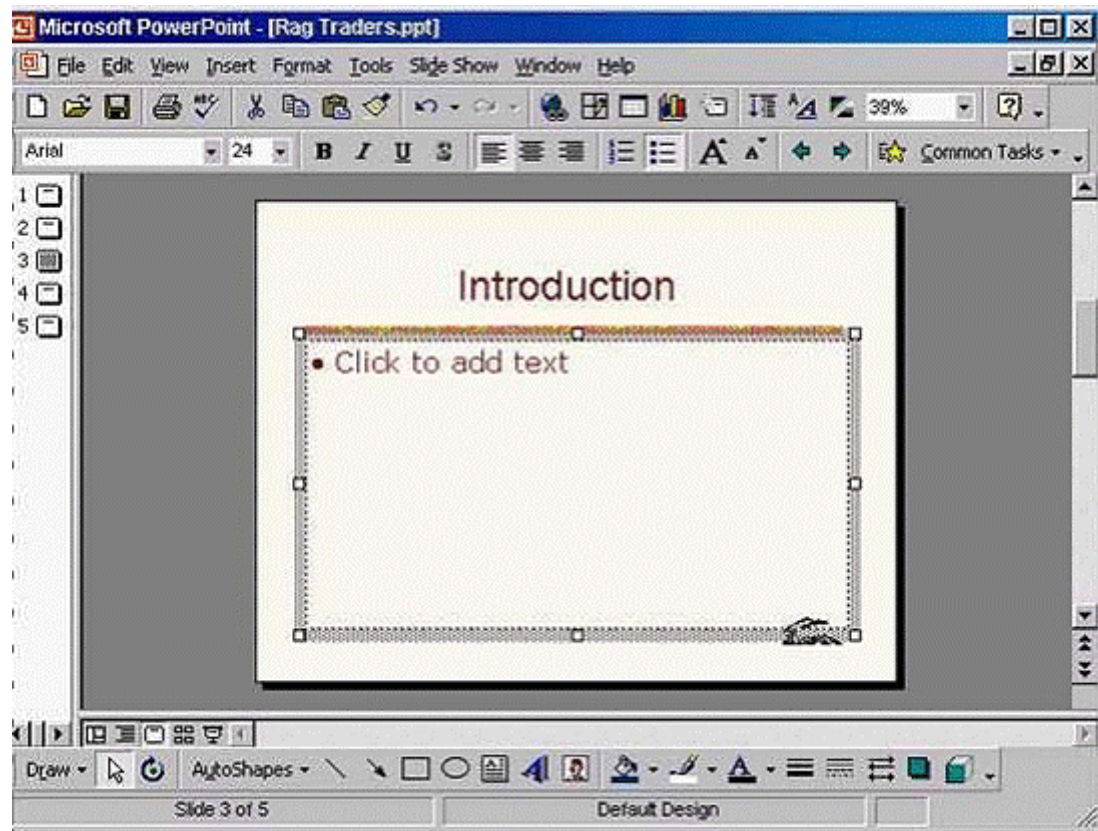 Microsoft PowerPoint - [Rag Traders.ppt]
File Edit View Insert Format Tools Slide Show Window Help
ABC A 39% ?
Arial 24 B I U S A A Common Tasks
1
2
3
4
5
Introduction
• Click to add text
Draw AutoShapes A A
Slide 3 of 5 Default Design